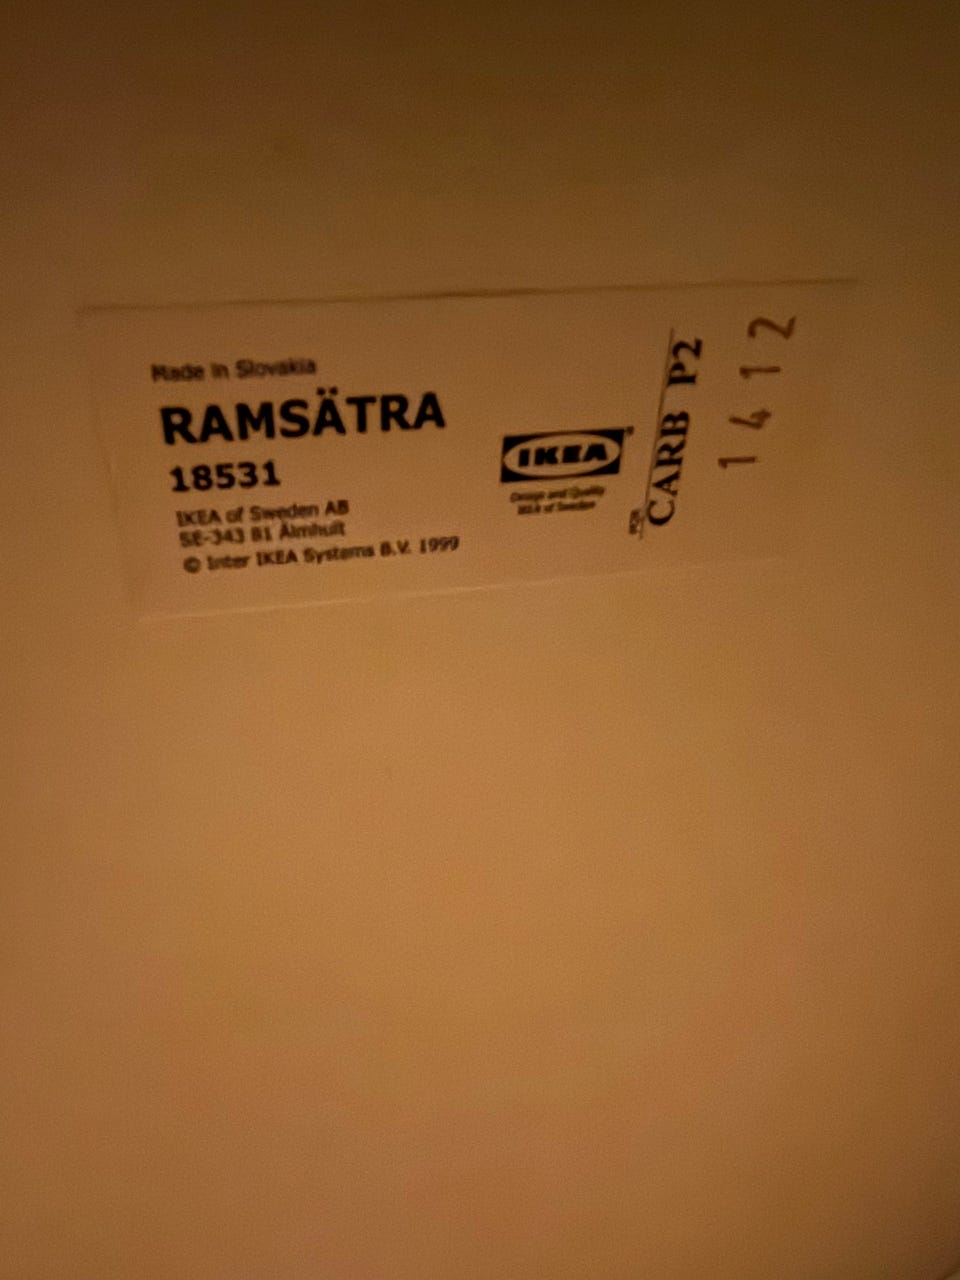 Made in Slovakia
RAMSÄTRA
18531
IKEA of Sweden AB
SE-343 81 Älmhult
© Inter IKEA Systems B.V. 1999
IKEA®
Design and Quality
IKEA of Sweden
CARB P2
1412